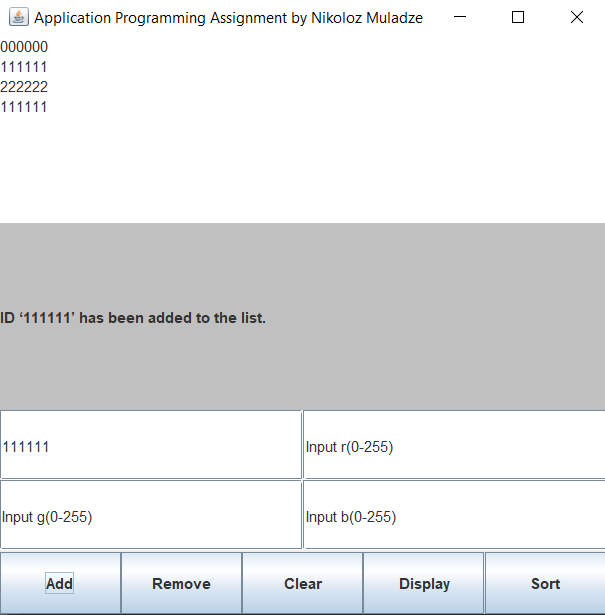 Application Programming Assignment by Nikoloz Muladze
000000
111111
222222
111111
ID ‘111111’ has been added to the list.
111111
Input r(0-255)
Input g(0-255)
Input b(0-255)
Add Remove Clear Display Sort